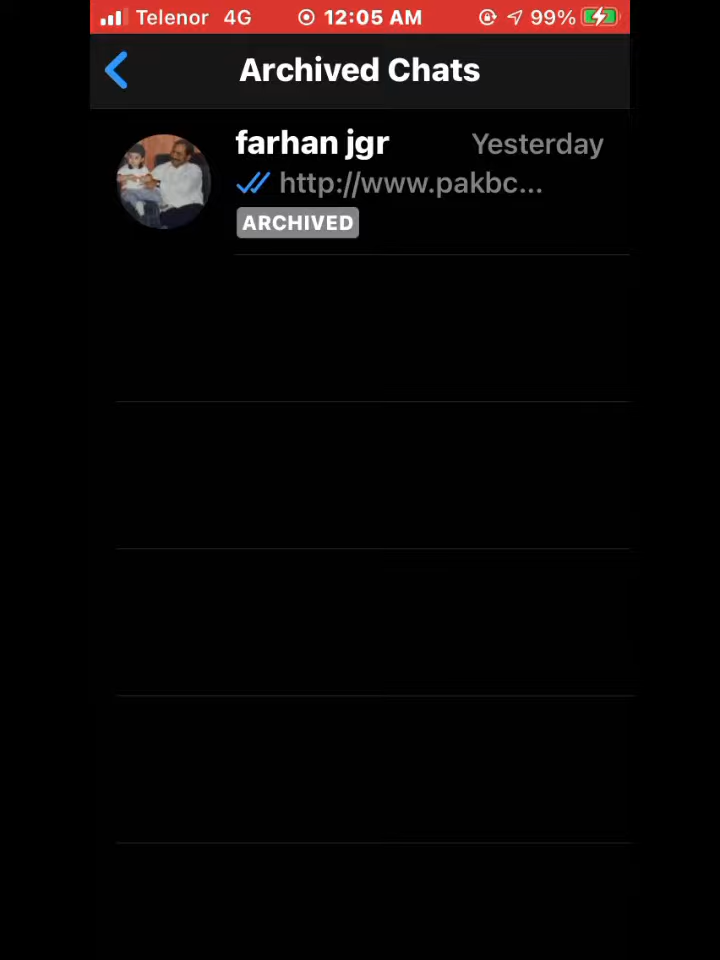 Telenor 4G 12:05 AM 99%
Archived Chats
farhan jgr Yesterday
http://www.pakbc...
ARCHIVED